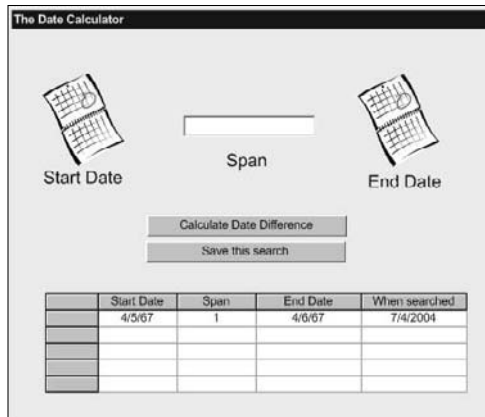 The Date Calculator
Start Date
Span
End Date
Calculate Date Difference
Save this search
Start Date Span End Date When searched
4/5/67 1 4/6/67 7/4/2004